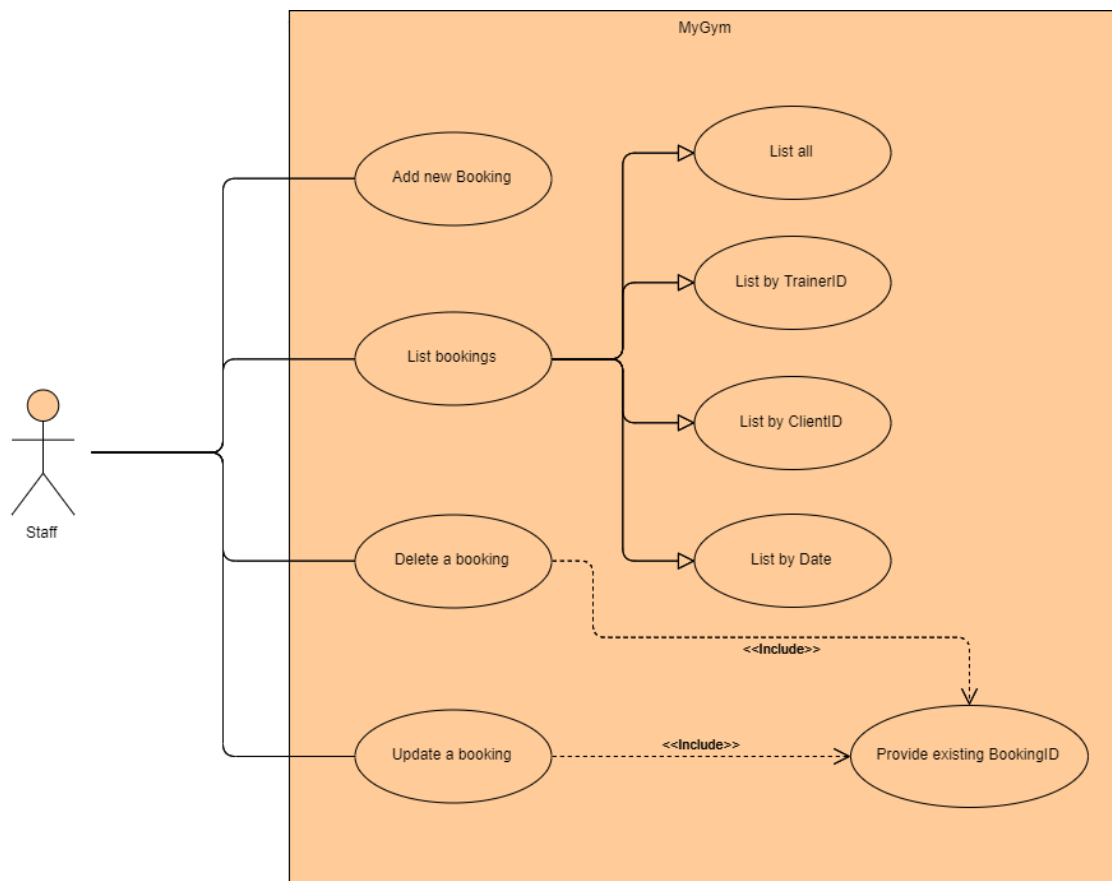 MyGym
List all
Add new Booking
List by TrainerID
List bookings
List by ClientID
Staff
Delete a booking
List by Date
<<Include>>
<<Include>>
Update a booking
Provide existing BookingID